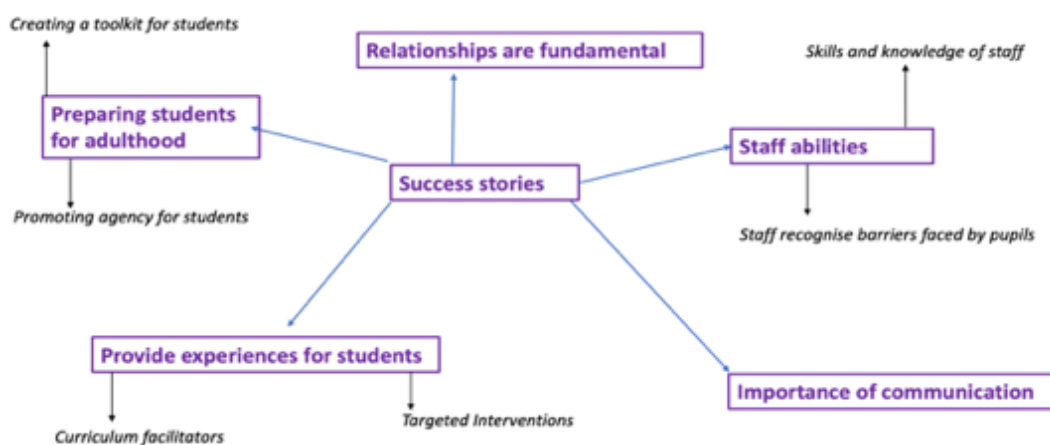 Creating a toolkit for students
Relationships are fundamental
Skills and knowledge of staff
Preparing students
for adulthood
Staff abilities
Success stories
Promoting agency for students
Staff recognise barriers faced by pupils
Provide experiences for students
Importance of communication
Targeted Interventions
Curriculum facilitators